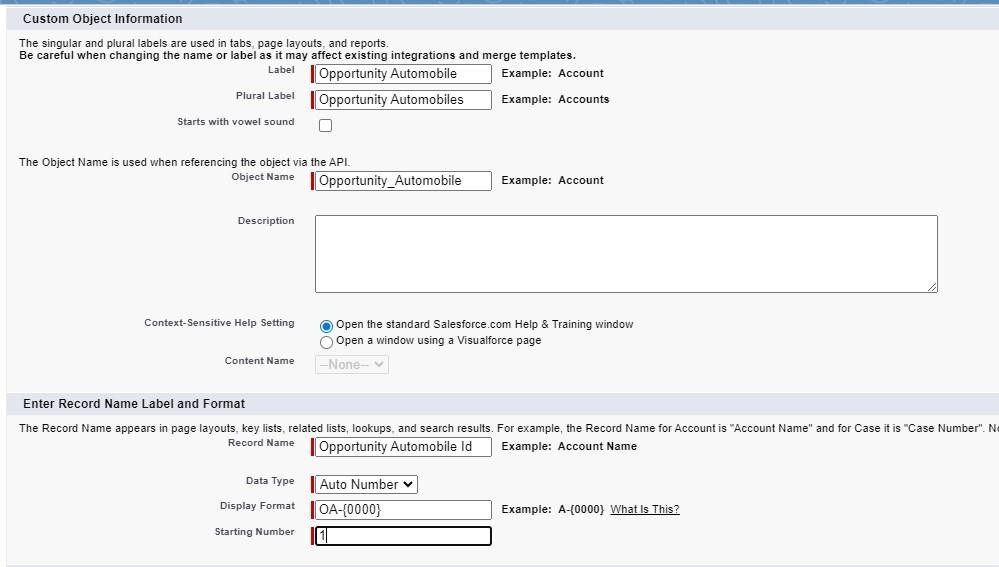 Custom Object Information
The singular and plural labels are used in tabs, page layouts, and reports.
Be careful when changing the name or label as it may affect existing integrations and merge templates.
Label Opportunity Automobile Example: Account
Plural Label Opportunity Automobiles Example: Accounts
Starts with vowel sound
The Object Name is used when referencing the object via the API.
Object Name Opportunity_Automobile Example: Account
Description
Context-Sensitive Help Setting Open the standard Salesforce.com Help & Training window
Open a window using a Visualforce page
Content Name --None--
Enter Record Name Label and Format
The Record Name appears in page layouts, key lists, related lists, lookups, and search results. For example, the Record Name for Account is "Account Name" and for Case it is "Case Number". No
Record Name Opportunity Automobile Id Example: Account Name
Data Type Auto Number
Display Format OA-{0000} Example: A-{0000} What Is This?
Starting Number 1